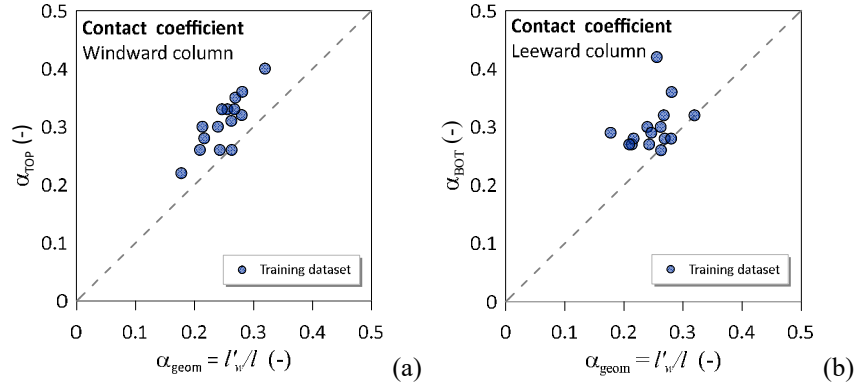 Contact coefficient
Windward column
0.5
0.4
0.3
0.2
0.1
0
α_TOP (-)
Training dataset
0 0.1 0.2 0.3 0.4 0.5
α_geom = l'_w/l (-)
(a)
Contact coefficient
Leeward column
0.5
0.4
0.3
0.2
0.1
0
α_BOT (-)
Training dataset
0 0.1 0.2 0.3 0.4 0.5
α_geom = l'_w/l (-)
(b)